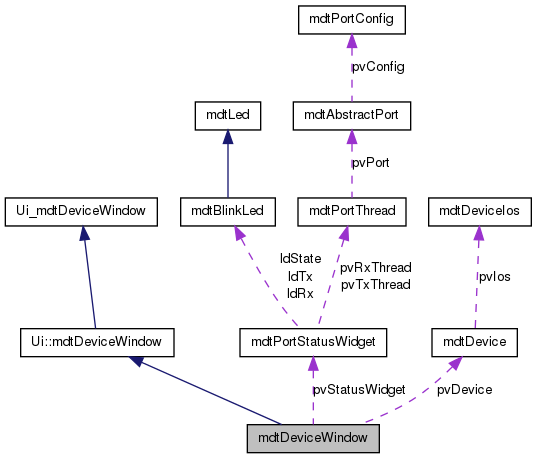 mdtPortConfig
pvConfig
mdtLed
mdtAbstractPort
pvPort
Ui_mdtDeviceWindow
mdtBlinkLed
mdtPortThread
mdtDeviceIos
ldState
ldTx
ldRx
pvRxThread
pvTxThread
pvIos
Ui::mdtDeviceWindow
mdtPortStatusWidget
mdtDevice
pvStatusWidget
pvDevice
mdtDeviceWindow